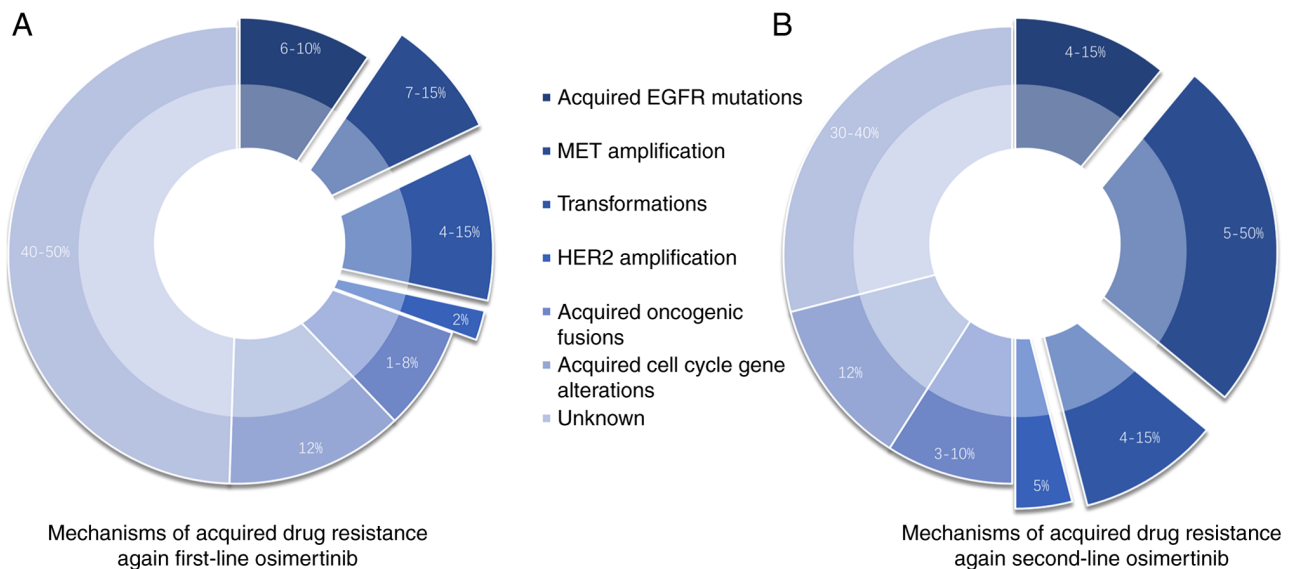 A
6-10%
7-15%
4-15%
2%
1-8%
12%
40-50%
Mechanisms of acquired drug resistance
again first-line osimertinib
Acquired EGFR mutations
MET amplification
Transformations
HER2 amplification
Acquired oncogenic
fusions
Acquired cell cycle gene
alterations
Unknown
B
4-15%
5-50%
4-15%
5%
3-10%
12%
30-40%
Mechanisms of acquired drug resistance
again second-line osimertinib